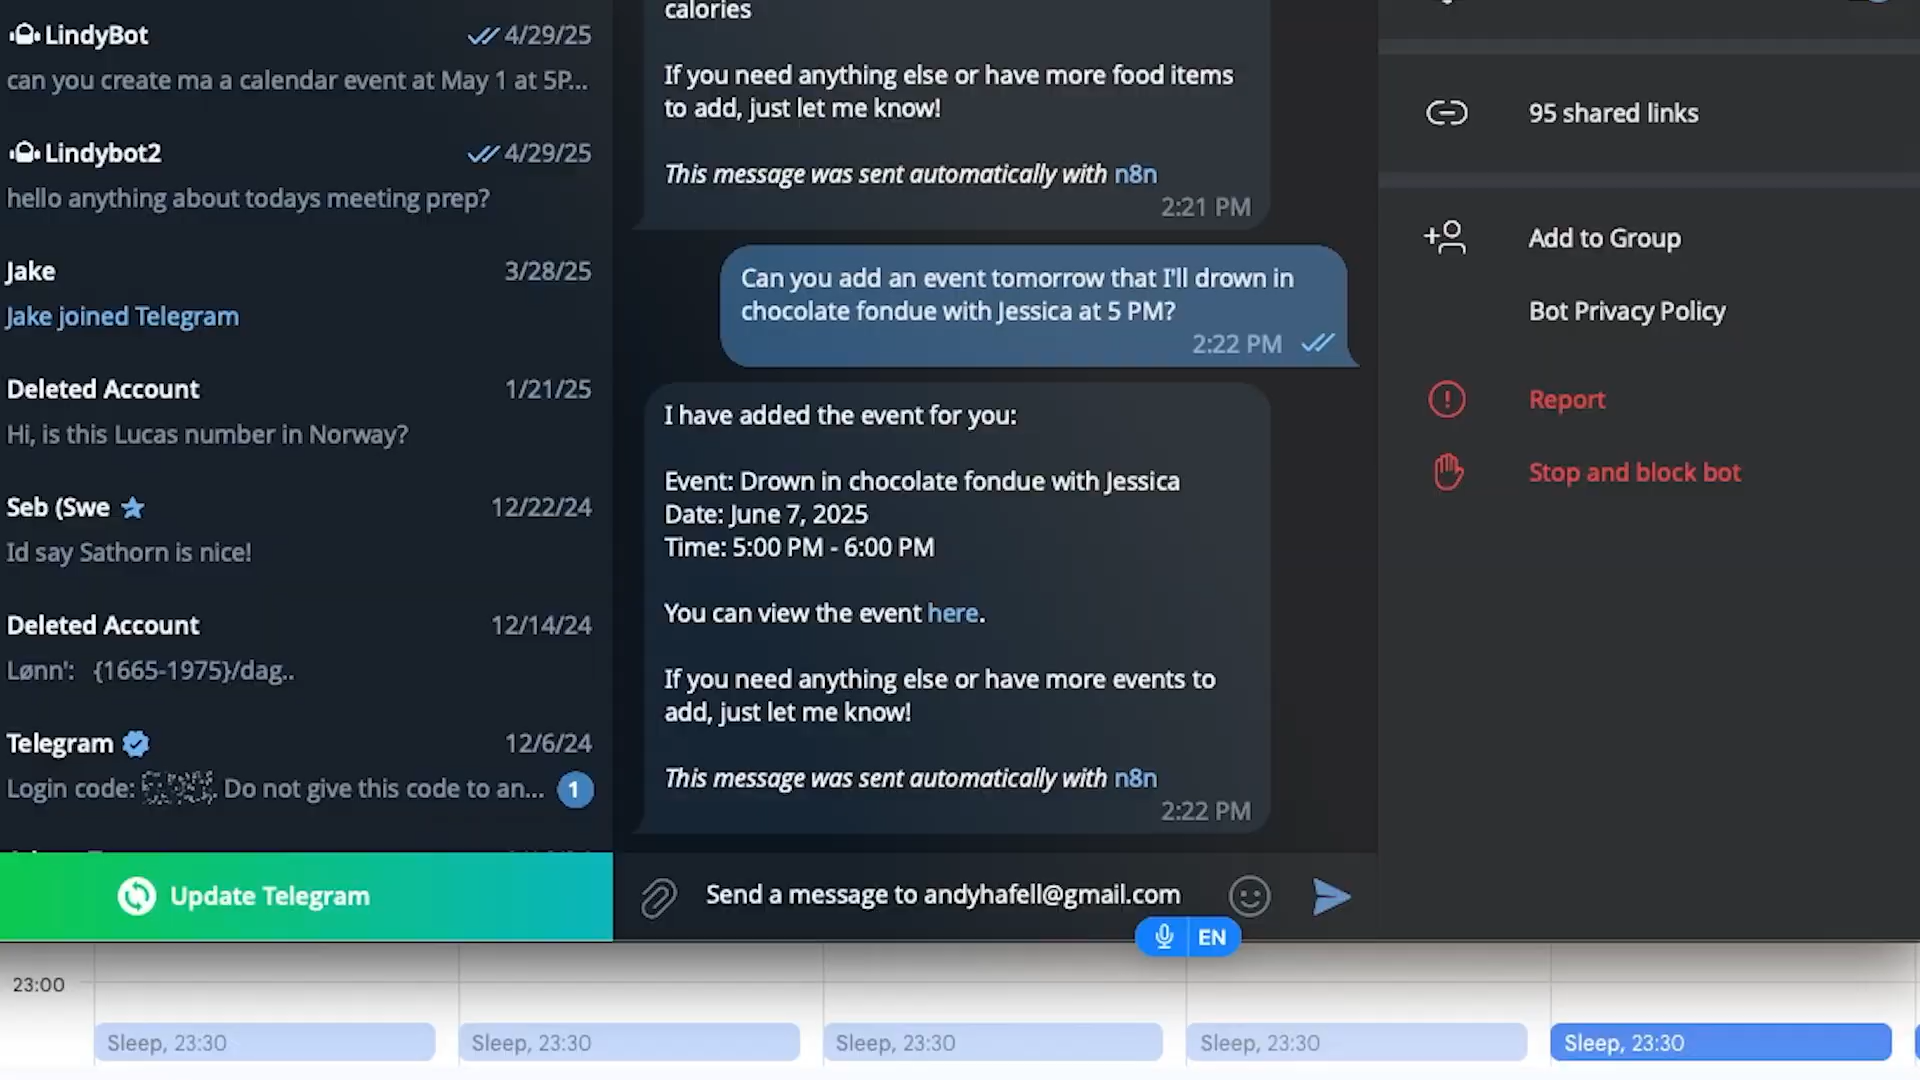 LindyBot 4/29/25
can you create ma a calendar event at May 1 at 5P...
Lindybot2 4/29/25
hello anything about todays meeting prep?
Jake 3/28/25
Jake joined Telegram
Deleted Account 1/21/25
Hi, is this Lucas number in Norway?
Seb (Swe 12/22/24
Id say Sathorn is nice!
Deleted Account 12/14/24
Lønn': {1665-1975}/dag..
Telegram 12/6/24
Login code: . Do not give this code to an... 1
Update Telegram
calories
If you need anything else or have more food items
to add, just let me know!
This message was sent automatically with n8n
2:21 PM
Can you add an event tomorrow that I'll drown in
chocolate fondue with Jessica at 5 PM?
2:22 PM
I have added the event for you:
Event: Drown in chocolate fondue with Jessica
Date: June 7, 2025
Time: 5:00 PM - 6:00 PM
You can view the event here.
If you need anything else or have more events to
add, just let me know!
This message was sent automatically with n8n
2:22 PM
Send a message to andyhafell@gmail.com
EN
95 shared links
Add to Group
Bot Privacy Policy
Report
Stop and block bot
23:00
Sleep, 23:30
Sleep, 23:30
Sleep, 23:30
Sleep, 23:30
Sleep, 23:30